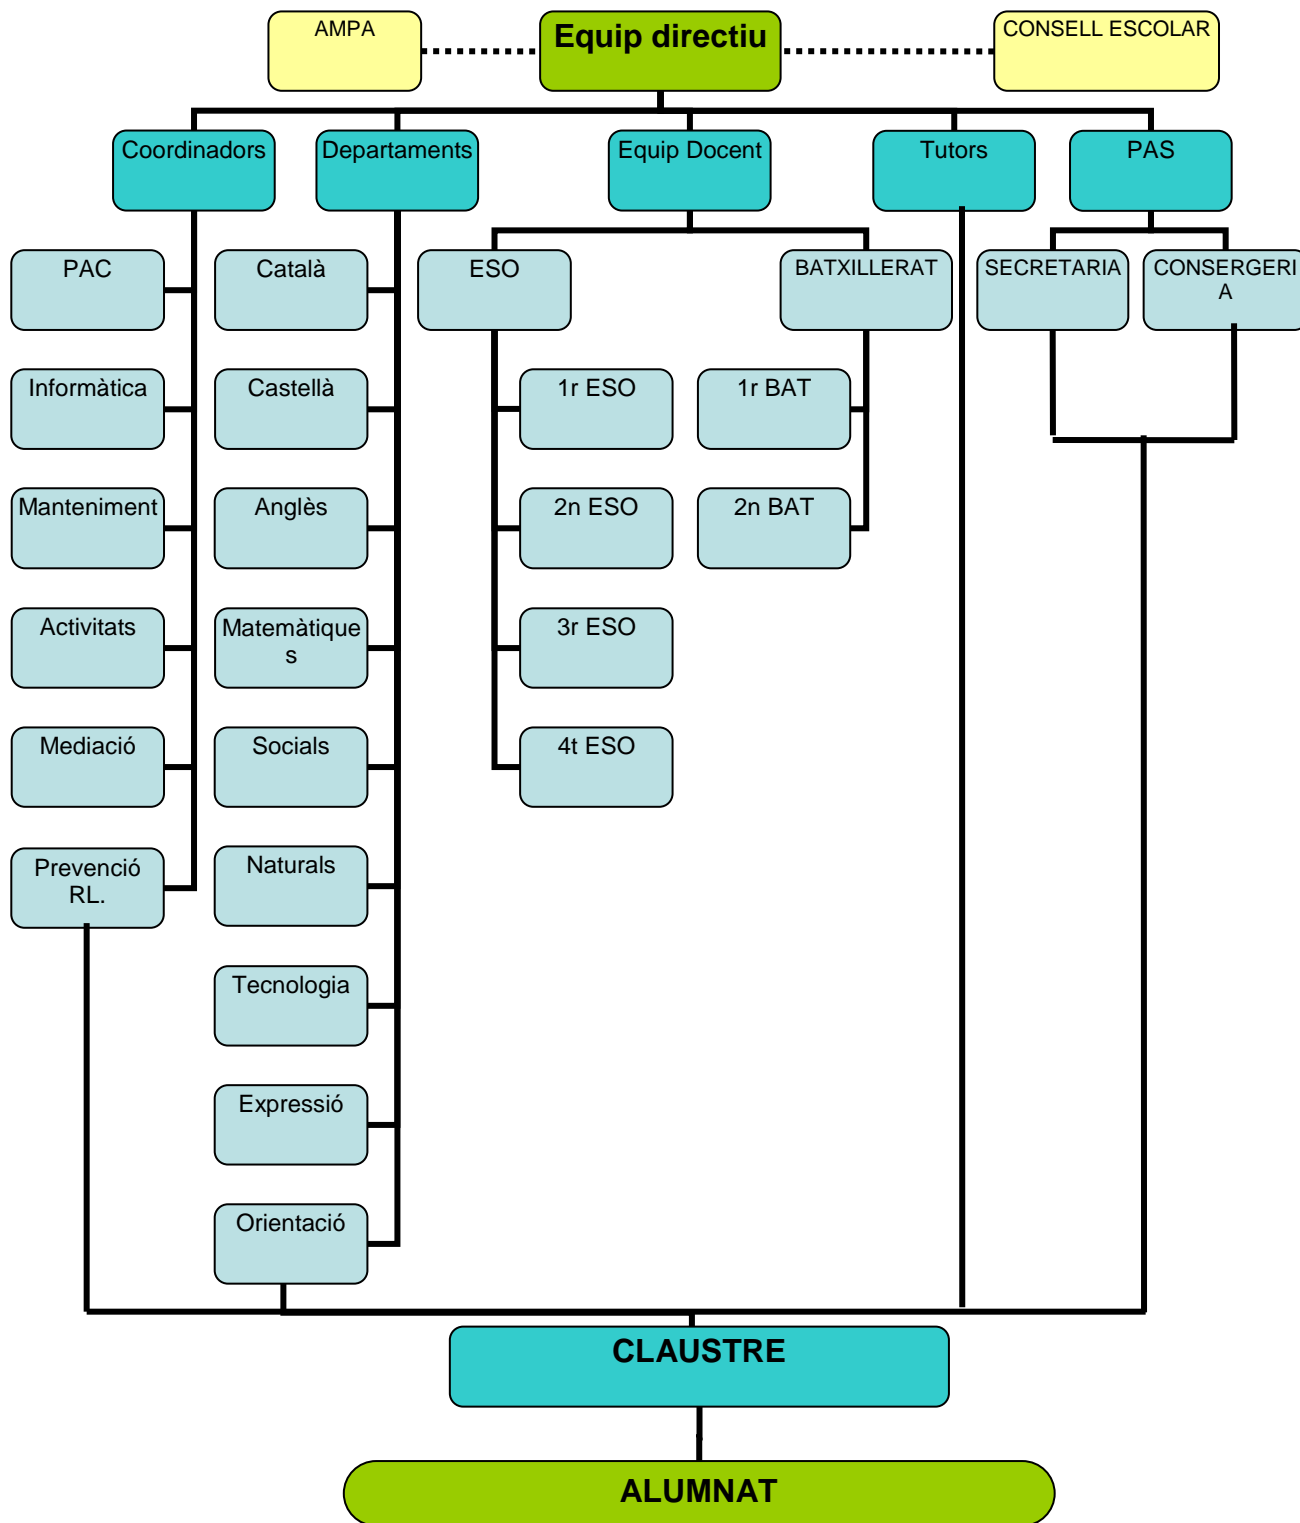 AMPA
Equip directiu
CONSELL ESCOLAR
Coordinadors
Departaments
Equip Docent
Tutors
PAS
PAC
Català
ESO
BATXILLERAT
SECRETARIA
CONSERGERI
A
Informàtica
Castellà
1r ESO
1r BAT
Manteniment
Anglès
2n ESO
2n BAT
Activitats
Matemàtique
s
3r ESO
Mediació
Socials
4t ESO
Prevenció
RL.
Naturals
Tecnologia
Expressió
Orientació
CLAUSTRE
ALUMNAT